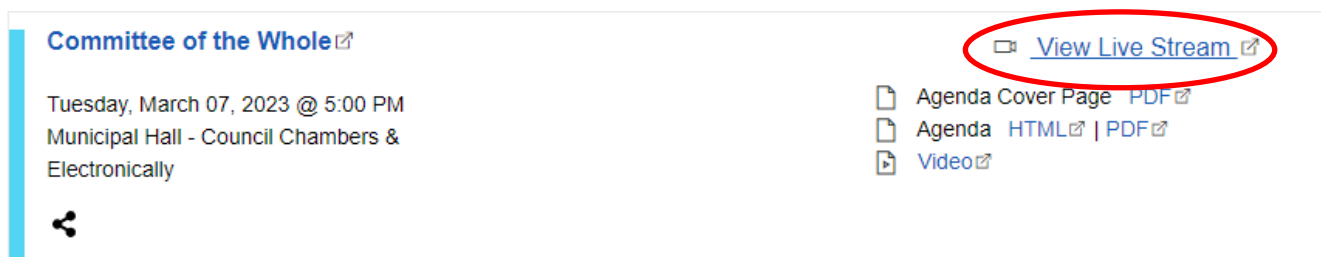 Committee of the Whole
View Live Stream
Tuesday, March 07, 2023 @ 5:00 PM
Municipal Hall - Council Chambers &
Electronically
Agenda Cover Page PDF
Agenda HTML | PDF
Video